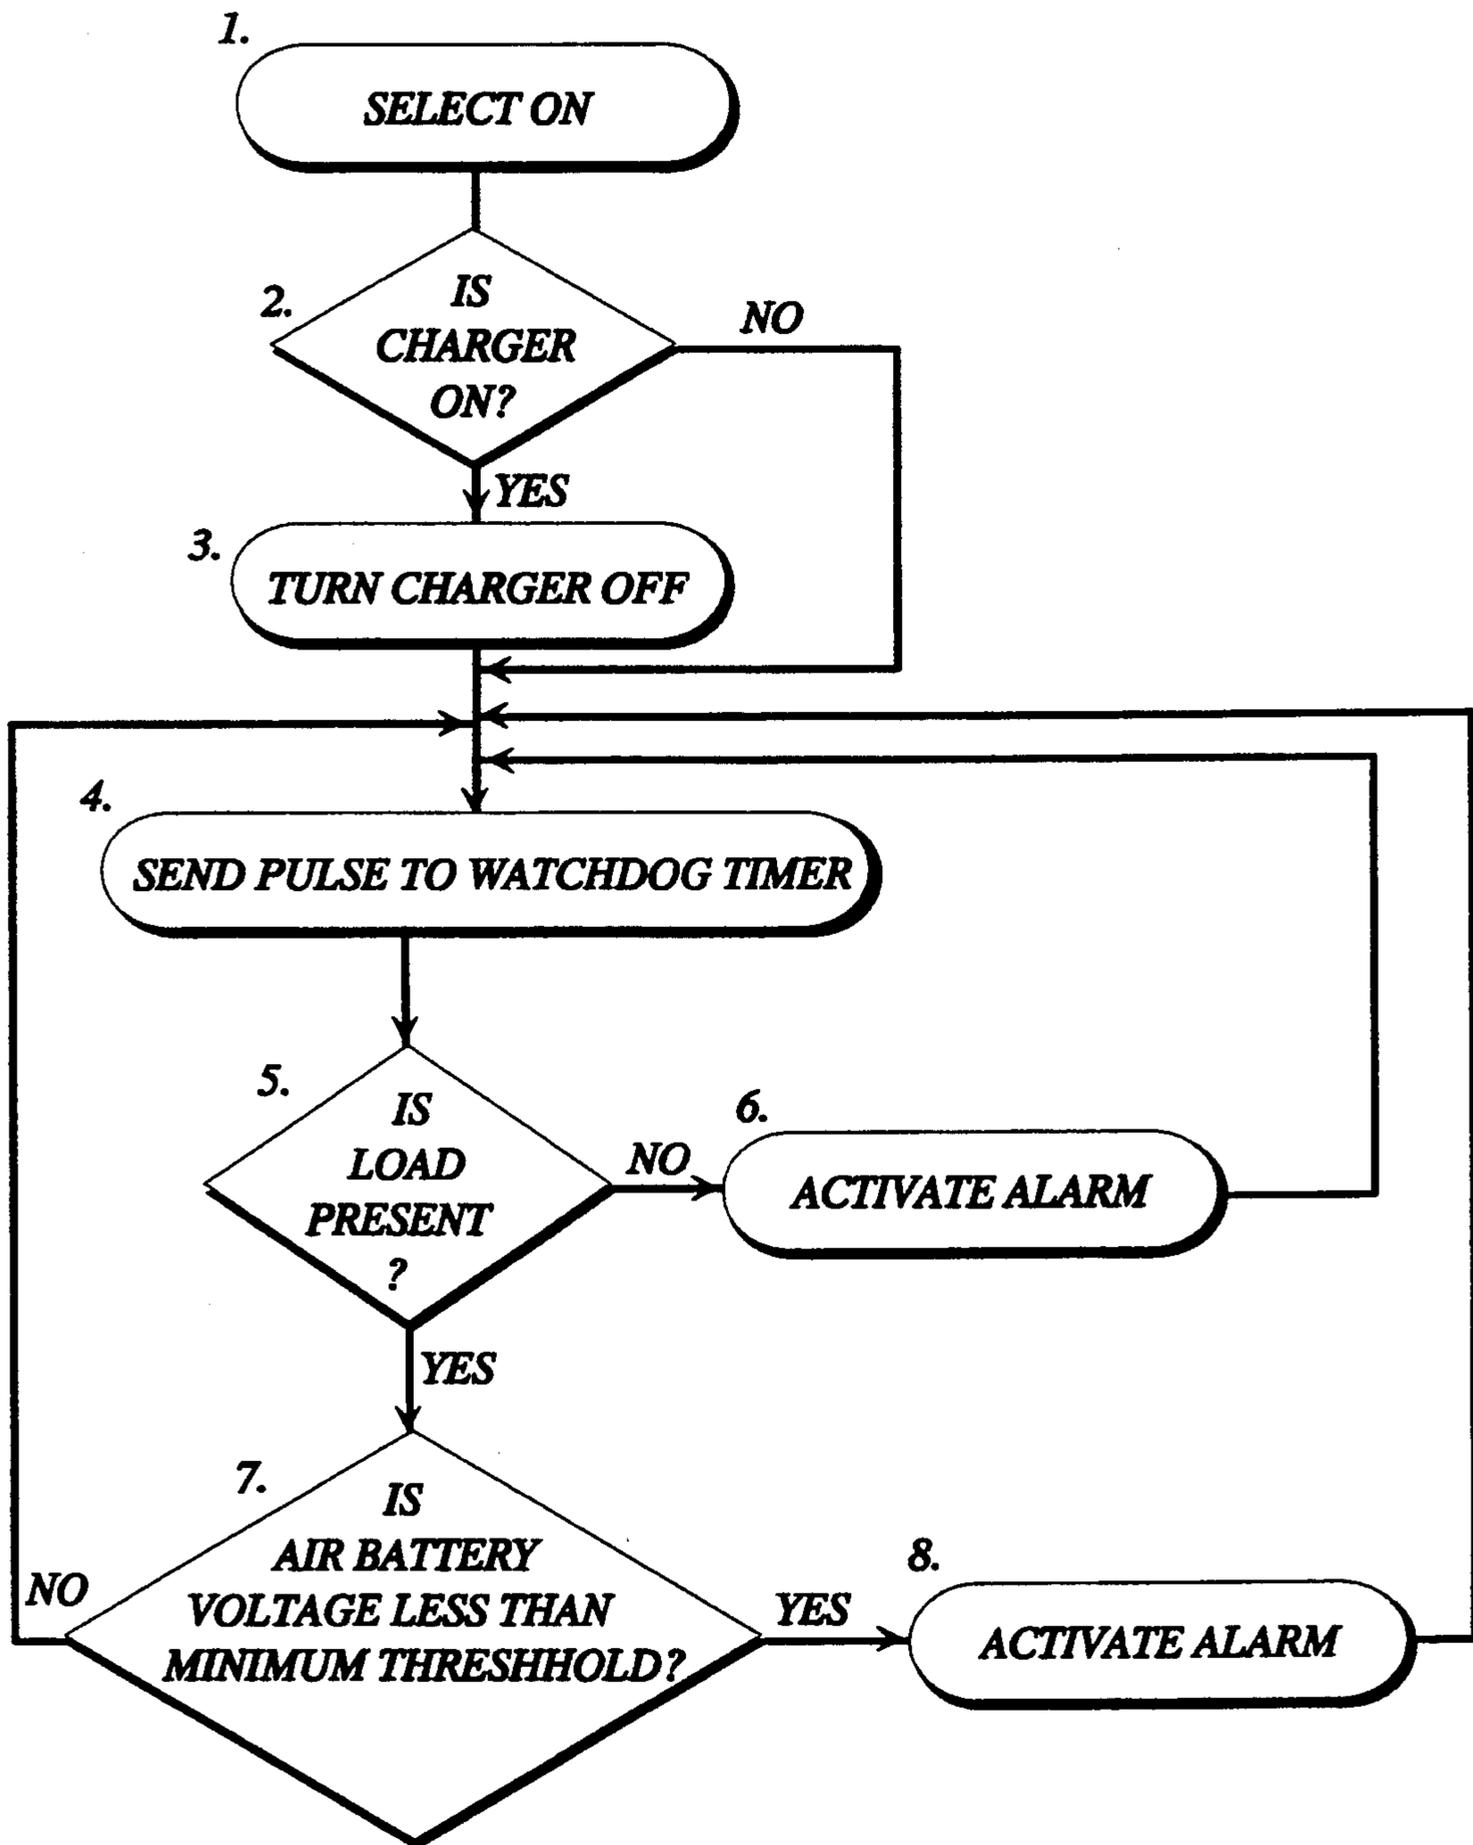 1.
SELECT ON
2.
IS
CHARGER
ON?
NO
YES
3.
TURN CHARGER OFF
4.
SEND PULSE TO WATCHDOG TIMER
5.
IS
LOAD
PRESENT
?
NO
6.
ACTIVATE ALARM
YES
7.
IS
AIR BATTERY
VOLTAGE LESS THAN
MINIMUM THRESHHOLD?
NO
YES
8.
ACTIVATE ALARM